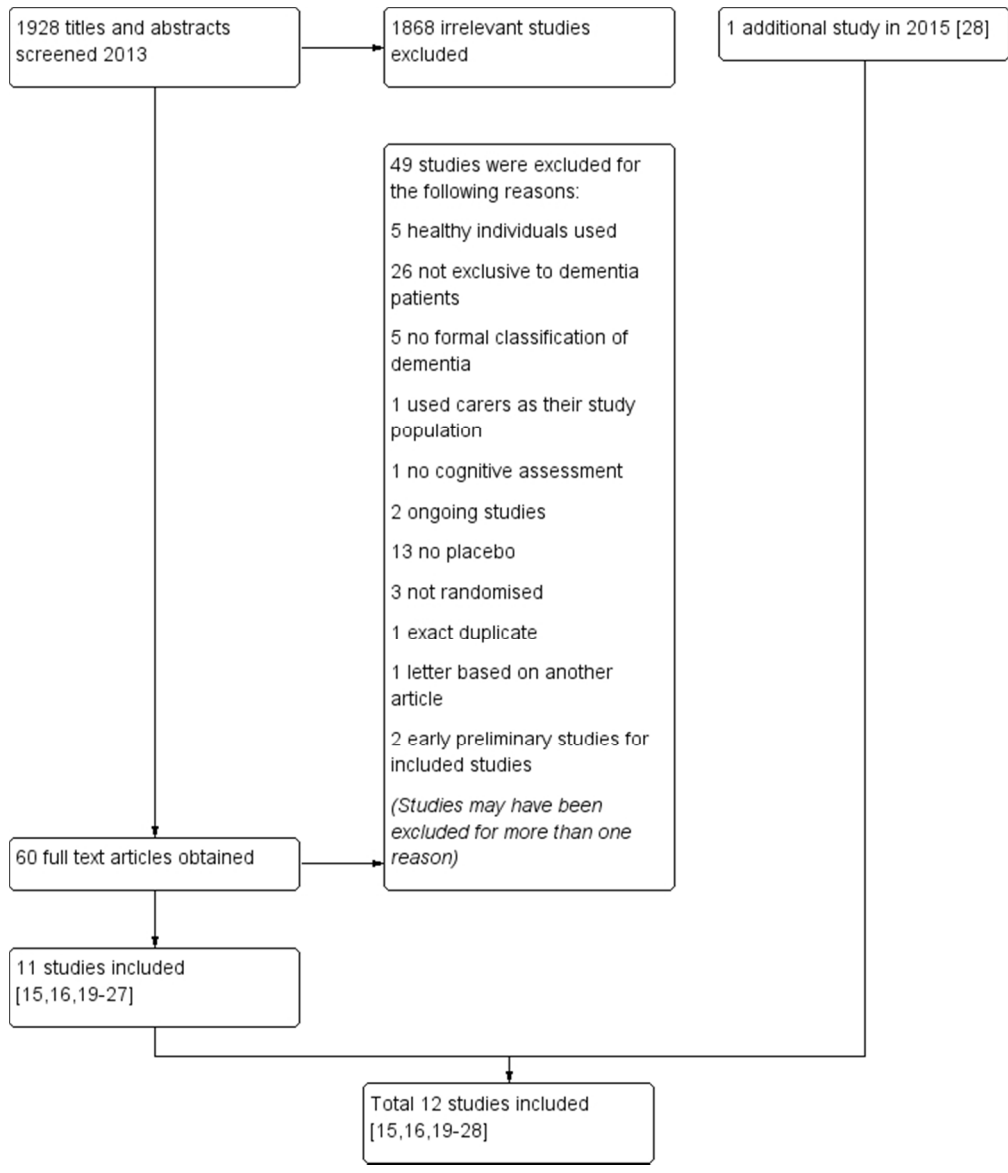 1928 titles and abstracts
screened 2013
1868 irrelevant studies
excluded
1 additional study in 2015 [28]
49 studies were excluded for
the following reasons:
5 healthy individuals used
26 not exclusive to dementia
patients
5 no formal classification of
dementia
1 used carers as their study
population
1 no cognitive assessment
2 ongoing studies
13 no placebo
3 not randomised
1 exact duplicate
1 letter based on another
article
2 early preliminary studies for
included studies
(Studies may have been
excluded for more than one
reason)
60 full text articles obtained
11 studies included
[15,16,19-27]
Total 12 studies included
[15,16,19-28]